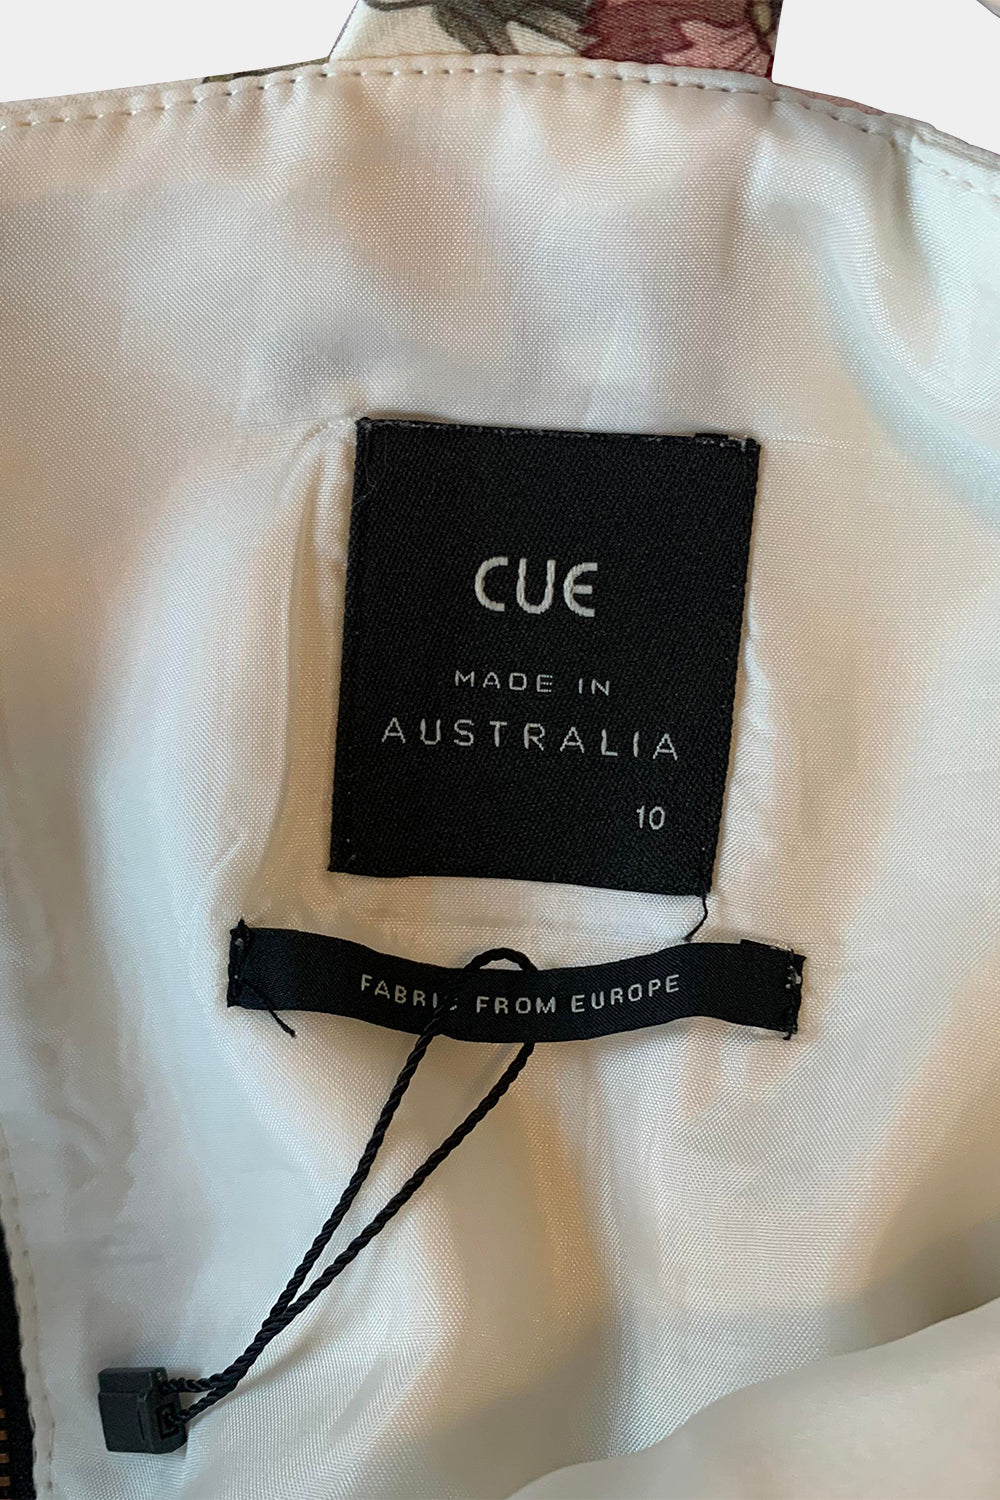 CUE
MADE IN
AUSTRALIA
10
FABRIC FROM EUROPE